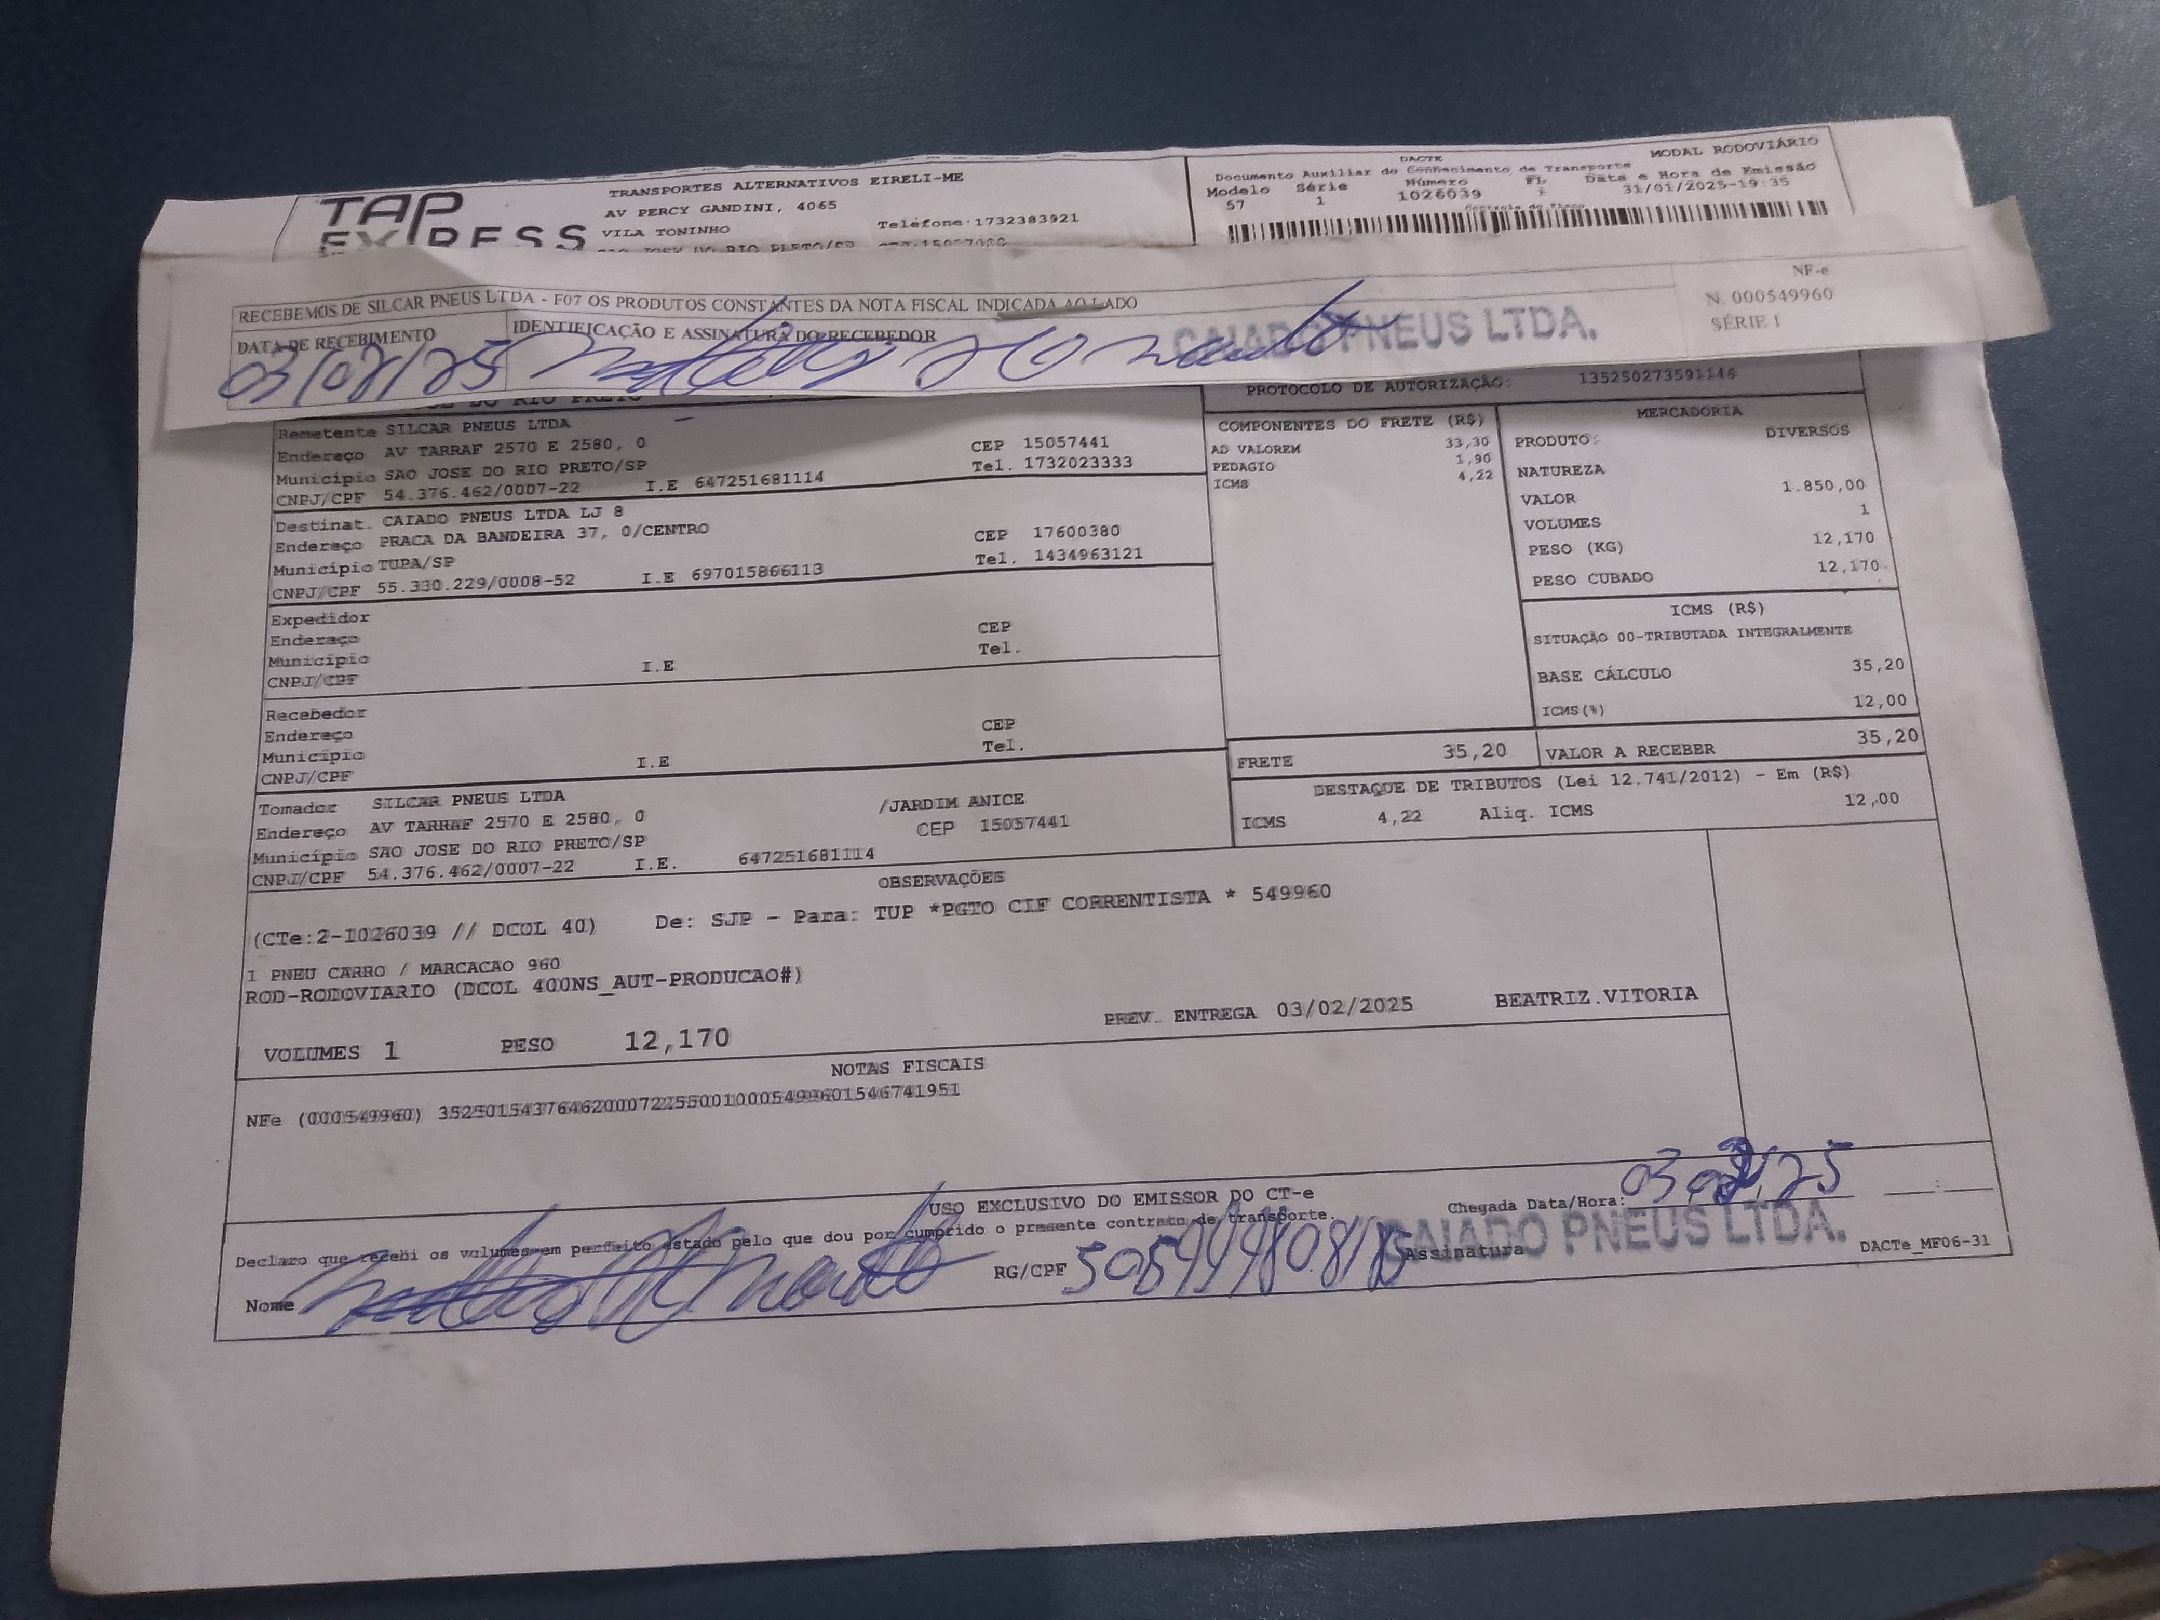 TAP EXPRESS
TRANSPORTES ALTERNATIVOS EIRELI-ME
AV PERCY GANDINI, 4065
VILA TONINHO Telefone:1732383921
DACTE
MODAL RODOVIÁRIO
Documento Auxiliar do Conhecimento de Transporte
Modelo Série Número FL Data e Hora de Emissão
57 1 1026039 1 31/01/2025-19:35
Controle do Fisco
RECEBEMOS DE SILCAR PNEUS LTDA - F07 OS PRODUTOS CONSTANTES DA NOTA FISCAL INDICADA AO LADO
DATA DE RECEBIMENTO
IDENTIFICAÇÃO E ASSINATURA DO RECEBEDOR
03/02/25
CAIADO PNEUS LTDA.
NF-e
N. 000549960
SÉRIE 1
PROTOCOLO DE AUTORIZAÇÃO: 135250273591146
Remetente SILCAR PNEUS LTDA
Endereço AV TARRAF 2570 E 2580, 0 CEP 15057441
Município SAO JOSE DO RIO PRETO/SP Tel. 1732023333
CNPJ/CPF 54.376.462/0007-22 I.E 647251681114
Destinat. CAIADO PNEUS LTDA LJ 8
Endereço PRACA DA BANDEIRA 37, 0/CENTRO CEP 17600380
Município TUPA/SP Tel. 1434963121
CNPJ/CPF 55.330.229/0008-52 I.E 697015866113
Expedidor
Endereço CEP
Município Tel.
CNPJ/CPF I.E
Recebedor
Endereço CEP
Município Tel.
CNPJ/CPF I.E
Tomador SILCAR PNEUS LTDA
Endereço AV TARRAF 2570 E 2580, 0 /JARDIM ANICE
Município SAO JOSE DO RIO PRETO/SP CEP 15057441
CNPJ/CPF 54.376.462/0007-22 I.E. 647251681114
COMPONENTES DO FRETE (R$)
AD VALOREM 33,30
PEDAGIO 1,90
ICMS 4,22
MERCADORIA
PRODUTO: DIVERSOS
NATUREZA
VALOR 1.850,00
VOLUMES 1
PESO (KG) 12,170
PESO CUBADO 12,170
ICMS (R$)
SITUAÇÃO 00-TRIBUTADA INTEGRALMENTE
BASE CÁLCULO 35,20
ICMS(%) 12,00
FRETE 35,20
VALOR A RECEBER 35,20
DESTAQUE DE TRIBUTOS (Lei 12.741/2012) - Em (R$)
ICMS 4,22 Aliq. ICMS 12,00
OBSERVAÇÕES
(CTe:2-1026039 // DCOL 40) De: SJP - Para: TUP *PGTO CIF CORRENTISTA * 549960
1 PNEU CARRO / MARCACAO 960
ROD-RODOVIARIO (DCOL 400NS_AUT-PRODUCAO#)
VOLUMES 1 PESO 12,170 PREV. ENTREGA 03/02/2025 BEATRIZ.VITORIA
NOTAS FISCAIS
NFe (000549960) 35250154376462000722550010005499601546741951
USO EXCLUSIVO DO EMISSOR DO CT-e
Declaro que recebi os volumes em perfeito estado pelo que dou por cumprido o presente contrato de transporte.
Chegada Data/Hora:
Nome
RG/CPF
Assinatura
CAIADO PNEUS LTDA.
DACTe_MF06-31